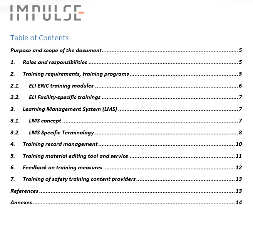 IMPULSE
Table of Contents
Purpose and scope of the document 5
1. Roles and responsibilities 5
2. Training requirements, training programs 5
2.1. ELI ERIC training modules 6
2.2. ELI Facility-specific trainings 7
3. Learning Management System (LMS) 7
3.1. LMS concept 7
3.2. LMS Specific Terminology 8
4. Training record management 10
5. Training material editing tool and service 11
6. Feedback on training measures 12
7. Training of safety training content providers 13
References 13
Annexes 14